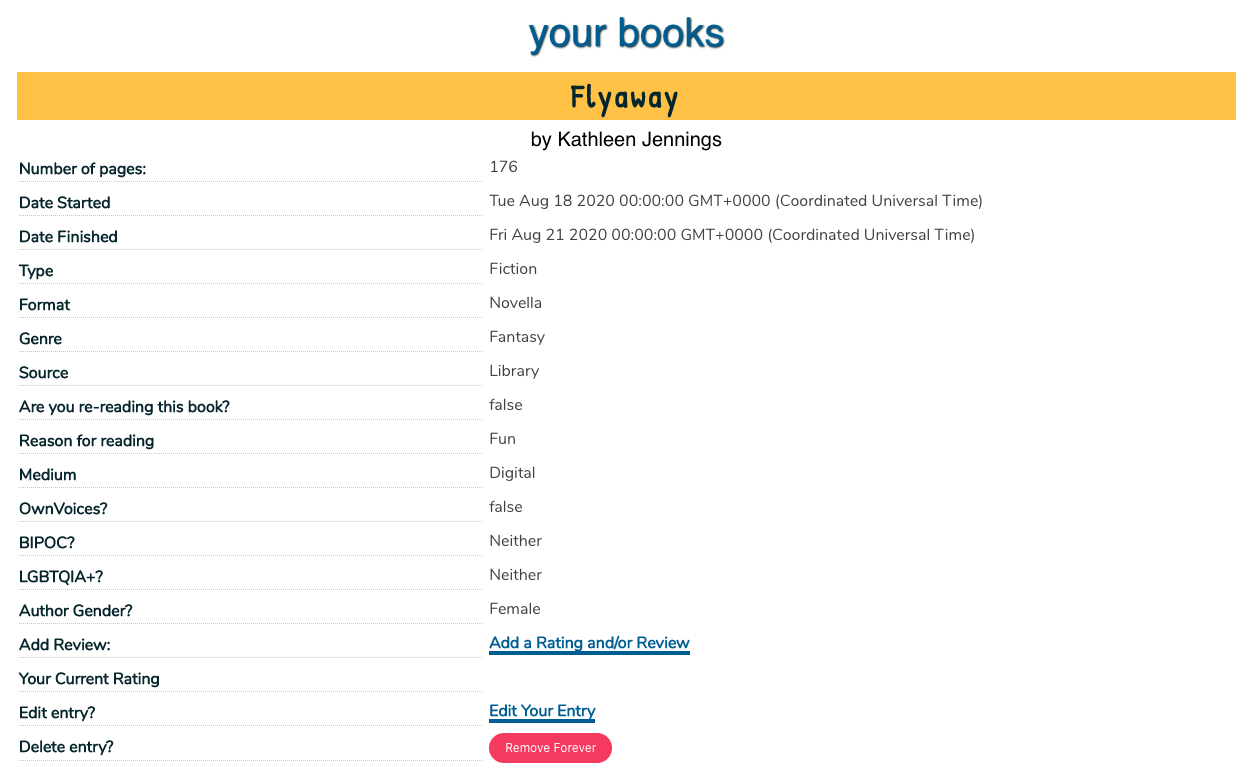 your books
Flyaway
by Kathleen Jennings
Number of pages: 176
Date Started Tue Aug 18 2020 00:00:00 GMT+0000 (Coordinated Universal Time)
Date Finished Fri Aug 21 2020 00:00:00 GMT+0000 (Coordinated Universal Time)
Type Fiction
Format Novella
Genre Fantasy
Source Library
Are you re-reading this book? false
Reason for reading Fun
Medium Digital
OwnVoices? false
BIPOC? Neither
LGBTQIA+? Neither
Author Gender? Female
Add Review: Add a Rating and/or Review
Your Current Rating
Edit entry? Edit Your Entry
Delete entry? Remove Forever